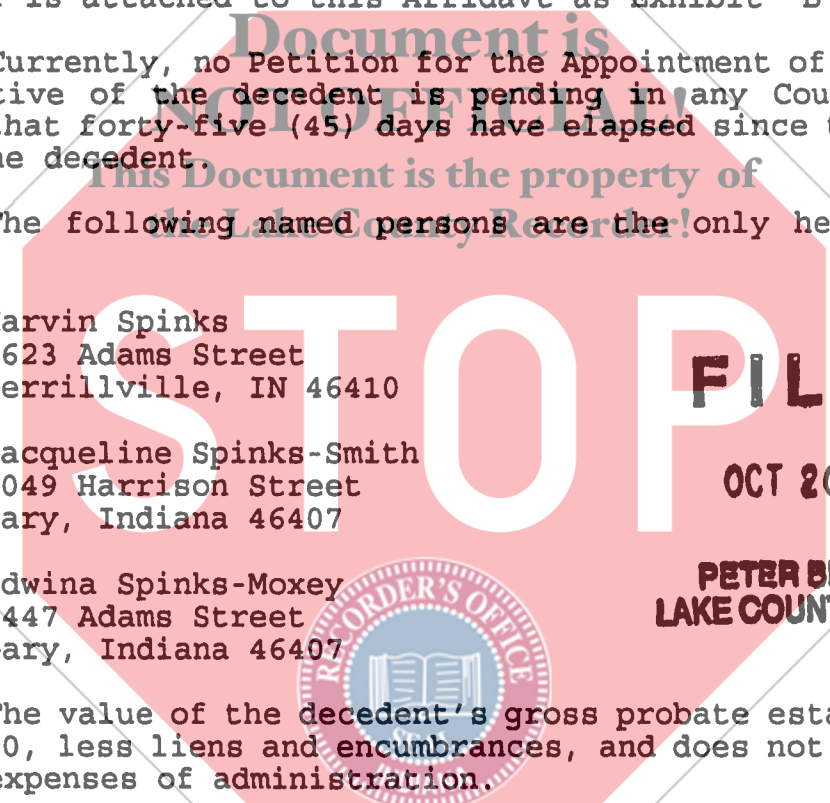 is attached to this Affidavt as Exhibit "B
Document is
Currently, no Petition for the Appointment of
tive of the decedent is pending in any Cou
NOT OFFICIAL!
hat forty-five (45) days have elapsed since t
he decedent.
This Document is the property of
the Lake County Recorder!
The following named persons are the only he
STOP
arvin Spinks
623 Adams Street
errillville, IN 46410
FIL
acqueline Spinks-Smith
049 Harrison Street
ary, Indiana 46407
OCT 20
dwina Spinks-Moxey
447 Adams Street
ary, Indiana 46407
PETER B
LAKE COUN
RECORDER'S OFFICE
SEAL
The value of the decedent's gross probate esta
0, less liens and encumbrances, and does not
expenses of administration.